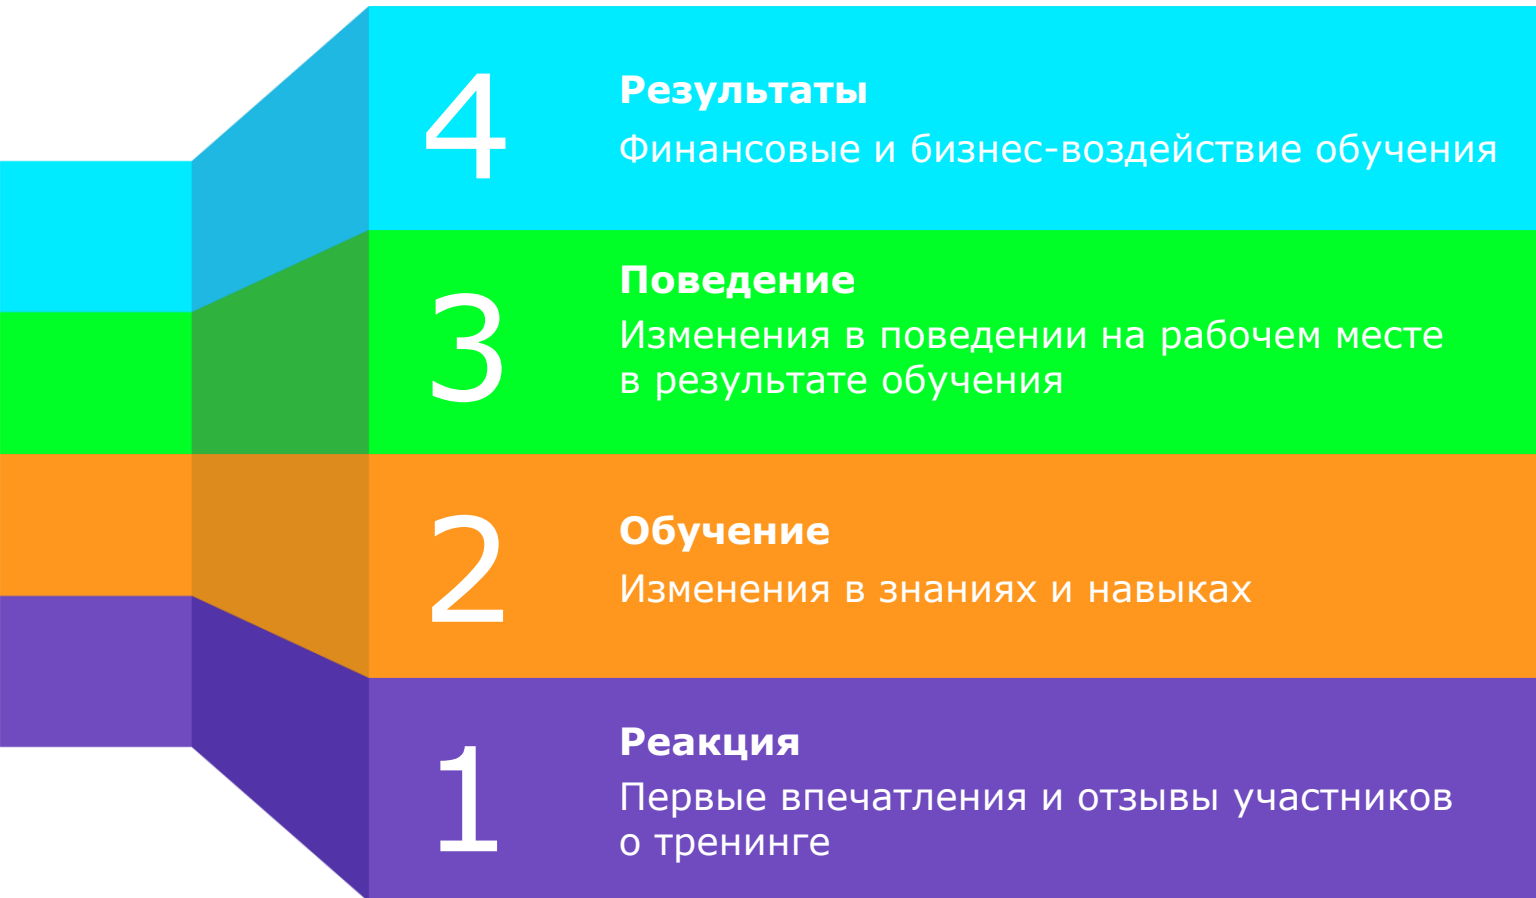 4
Результаты
Финансовые и бизнес-воздействие обучения
3
Поведение
Изменения в поведении на рабочем месте
в результате обучения
2
Обучение
Изменения в знаниях и навыках
1
Реакция
Первые впечатления и отзывы участников
о тренинге